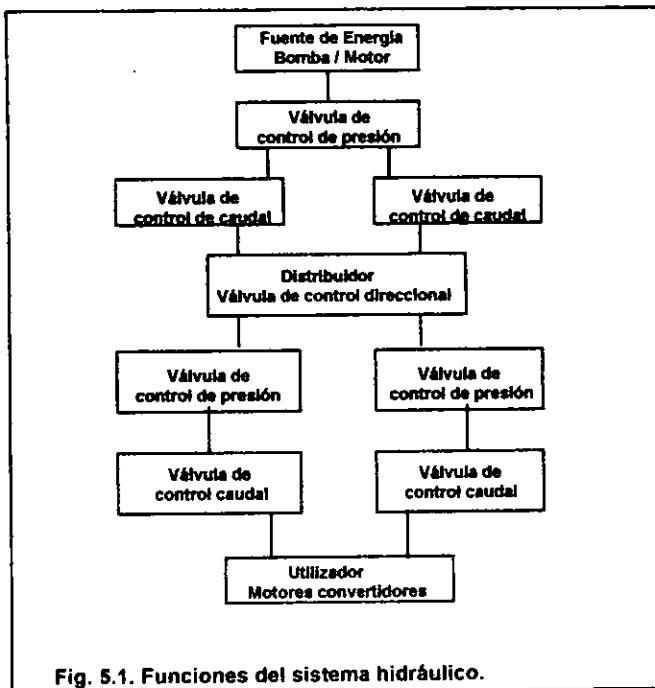 Fuente de Energía
Bomba / Motor
Válvula de
control de presión
Válvula de
control de caudal
Válvula de
control de caudal
Distribuidor
Válvula de control direccional
Válvula de
control de presión
Válvula de
control de presión
Válvula de
control caudal
Válvula de
control caudal
Utilizador
Motores convertidores
Fig. 5.1. Funciones del sistema hidráulico.